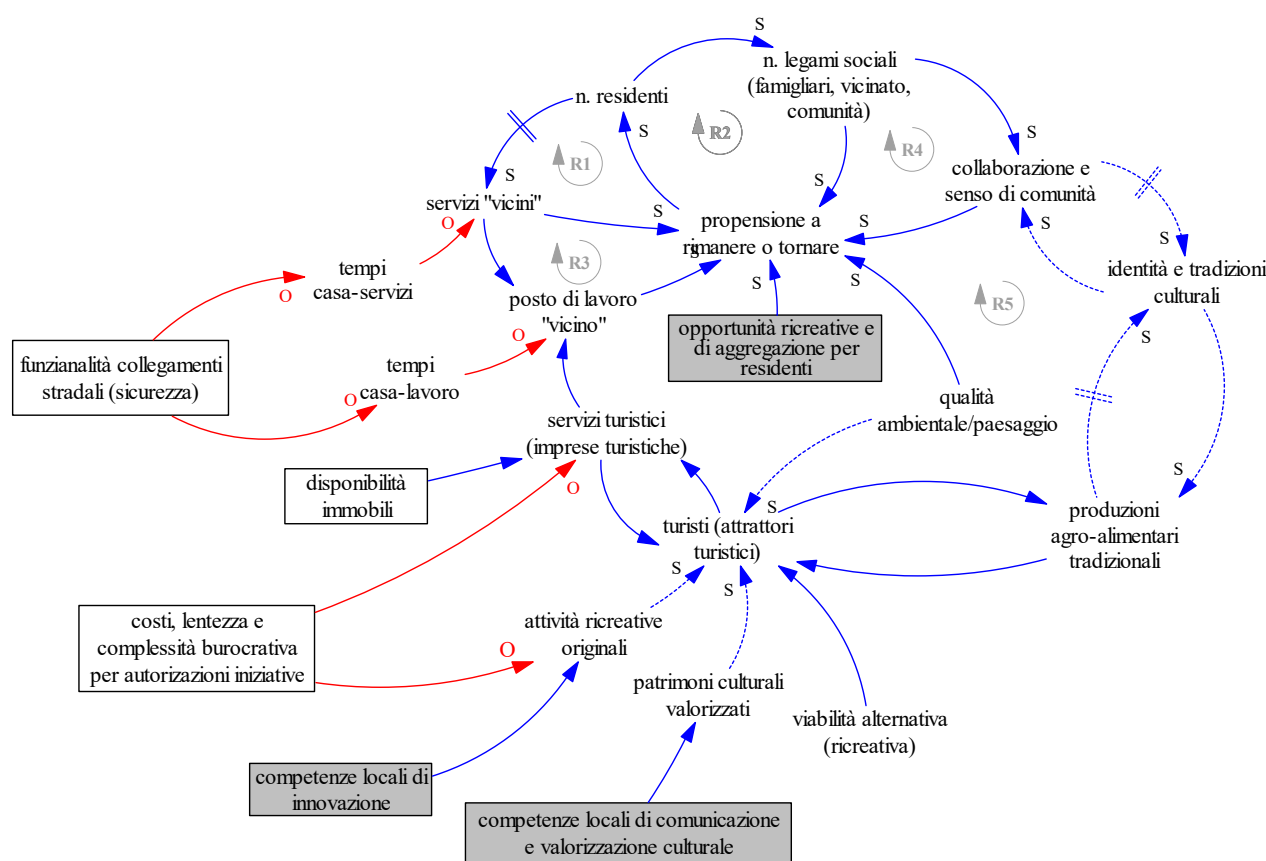 S
n. legami sociali
(famigliari, vicinato,
comunità)
n. residenti
S
S
R2
S
R4
S
R1
S
collaborazione e
senso di comunità
S
servizi "vicini"
O
S
propensione a
rimanere o tornare
S
S
S
S
S
S
identità e tradizioni
culturali
tempi
casa-servizi
O
R3
R5
posto di lavoro
"vicino"
O
opportunità ricreative e
di aggregazione per
residenti
S
funzianalità collegamenti
stradali (sicurezza)
tempi
casa-lavoro
O
qualità
ambientale/paesaggio
servizi turistici
(imprese turistiche)
O
S
disponibilità
immobili
S
turisti (attrattori
turistici)
produzioni
agro-alimentari
tradizionali
S
S
costi, lentezza e
complessità burocrativa
per autorizazioni iniziative
attività ricreative
originali
O
patrimoni culturali
valorizzati
viabilità alternativa
(ricreativa)
competenze locali di
innovazione
competenze locali di comunicazione
e valorizzazione culturale